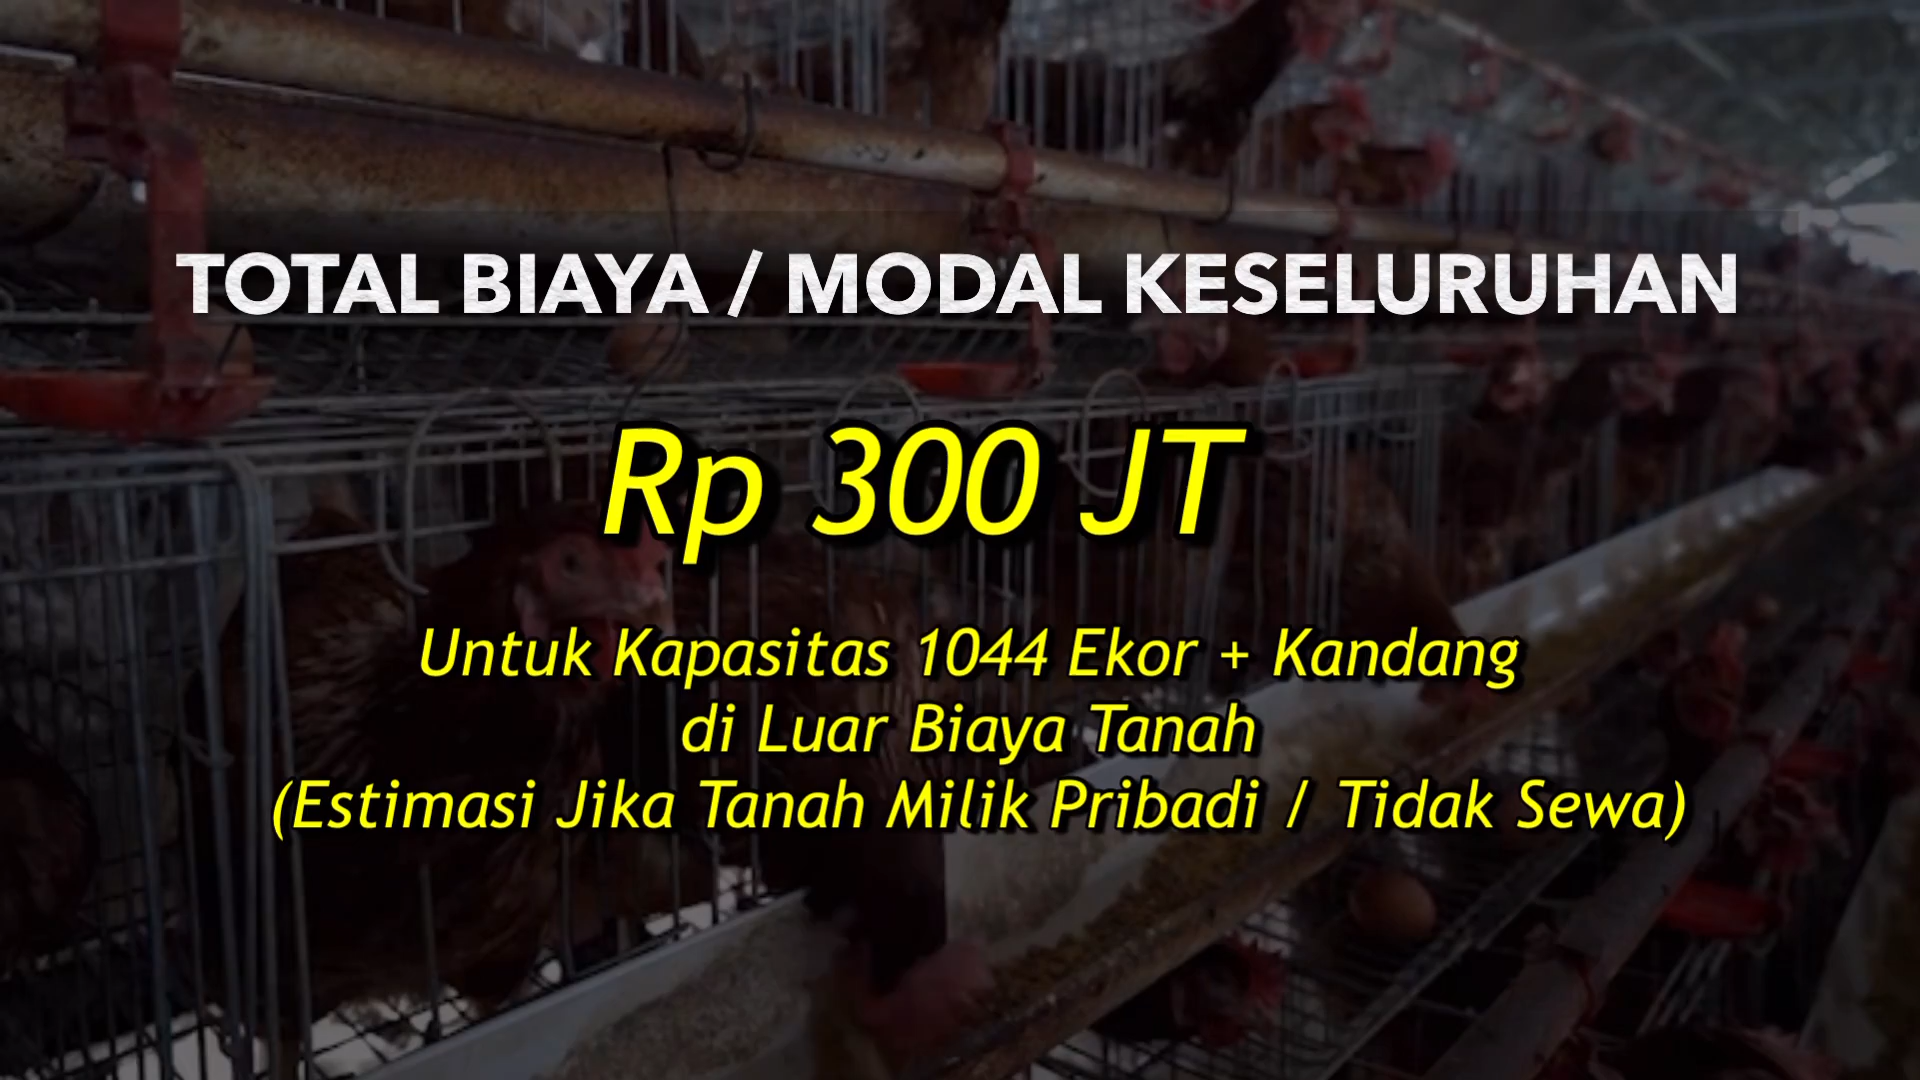 TOTAL BIAYA / MODAL KESELURUHAN
Rp 300 JT
Untuk Kapasitas 1044 Ekor + Kandang
di Luar Biaya Tanah
(Estimasi Jika Tanah Milik Pribadi / Tidak Sewa)